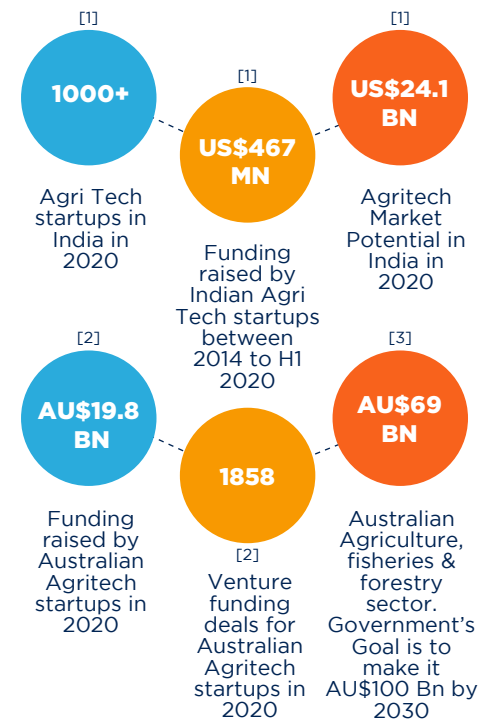 [1]
1000+
Agri Tech
startups in
India in
2020
[1]
US$467
MN
Funding
raised by
Indian Agri
Tech startups
between
2014 to H1
2020
[1]
US$24.1
BN
Agritech
Market
Potential in
India in
2020
[2]
AU$19.8
BN
Funding
raised by
Australian
Agritech
startups in
2020
1858
[2]
Venture
funding
deals for
Australian
Agritech
startups in
2020
[3]
AU$69
BN
Australian
Agriculture,
fisheries &
forestry
sector.
Government’s
Goal is to
make it
AU$100 Bn by
2030